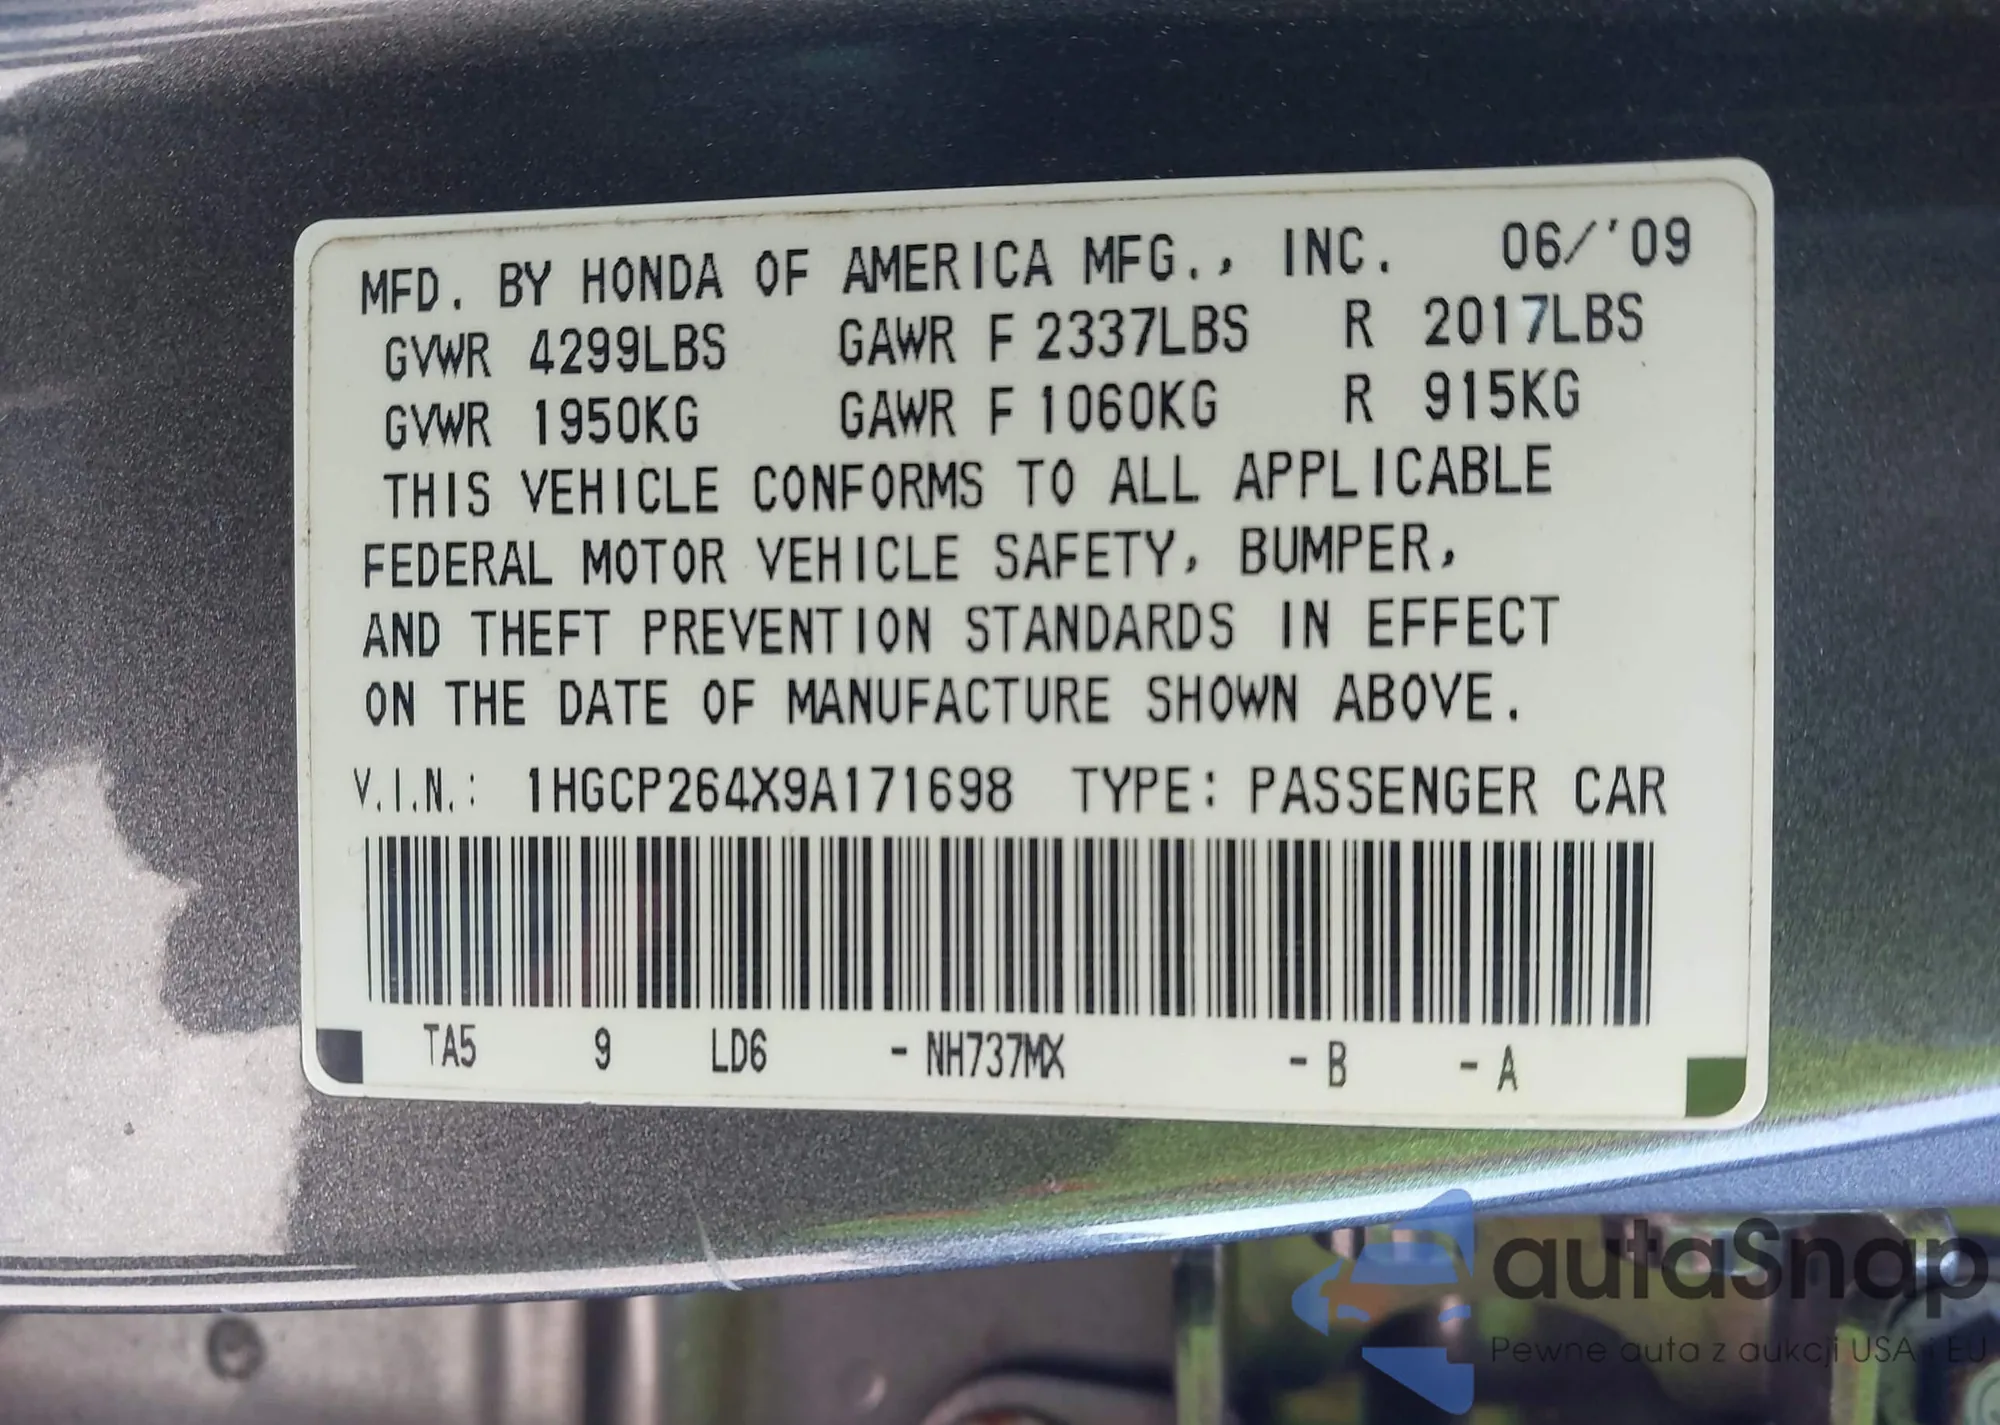 MFD. BY HONDA OF AMERICA MFG., INC. 06/'09
GVWR 4299LBS GAWR F 2337LBS R 2017LBS
GVWR 1950KG GAWR F 1060KG R 915KG
THIS VEHICLE CONFORMS TO ALL APPLICABLE
FEDERAL MOTOR VEHICLE SAFETY, BUMPER,
AND THEFT PREVENTION STANDARDS IN EFFECT
ON THE DATE OF MANUFACTURE SHOWN ABOVE.
V.I.N.: 1HGCP264X9A171698 TYPE: PASSENGER CAR
TA5 9 LD6 - NH737MX - B - A
autaSnap
Pewne auta z aukcji USA i EU